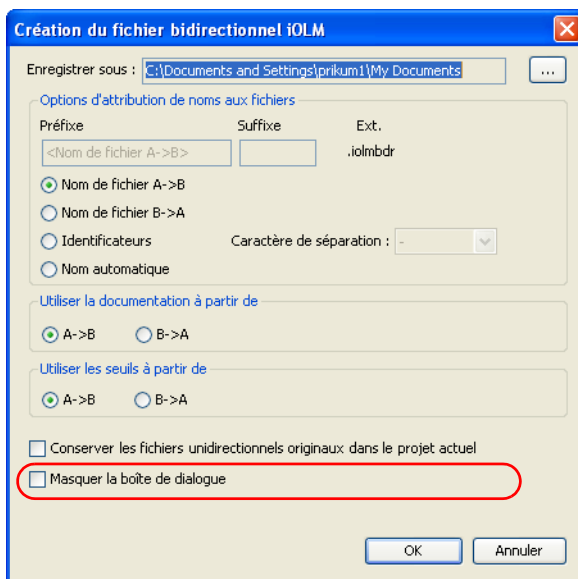 Création du fichier bidirectionnel iOLM
Enregistrer sous : C:\Documents and Settings\prikum1\My Documents ...
Options d'attribution de noms aux fichiers
Préfixe Suffixe Ext.
<Nom de fichier A->B> .iolmbdr
Nom de fichier A->B
Nom de fichier B->A
Identificateurs Caractère de séparation : -
Nom automatique
Utiliser la documentation à partir de
A->B B->A
Utiliser les seuils à partir de
A->B B->A
Conserver les fichiers unidirectionnels originaux dans le projet actuel
Masquer la boîte de dialogue
OK Annuler